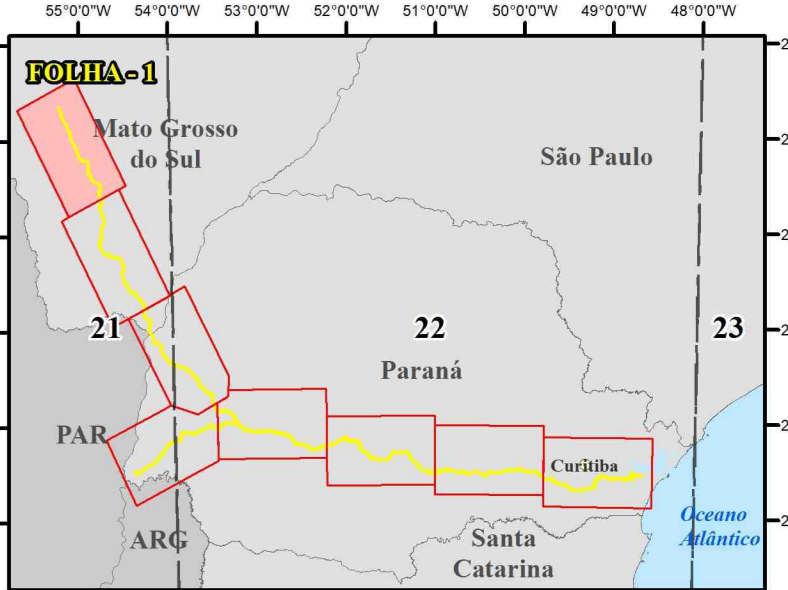 55°0'0"W 54°0'0"W 53°0'0"W 52°0'0"W 51°0'0"W 50°0'0"W 49°0'0"W 48°0'0"W
FOLHA - 1
Mato Grosso
do Sul
São Paulo
21
22
23
Paraná
PAR
Curitiba
ARG
Santa
Catarina
Oceano
Atlântico